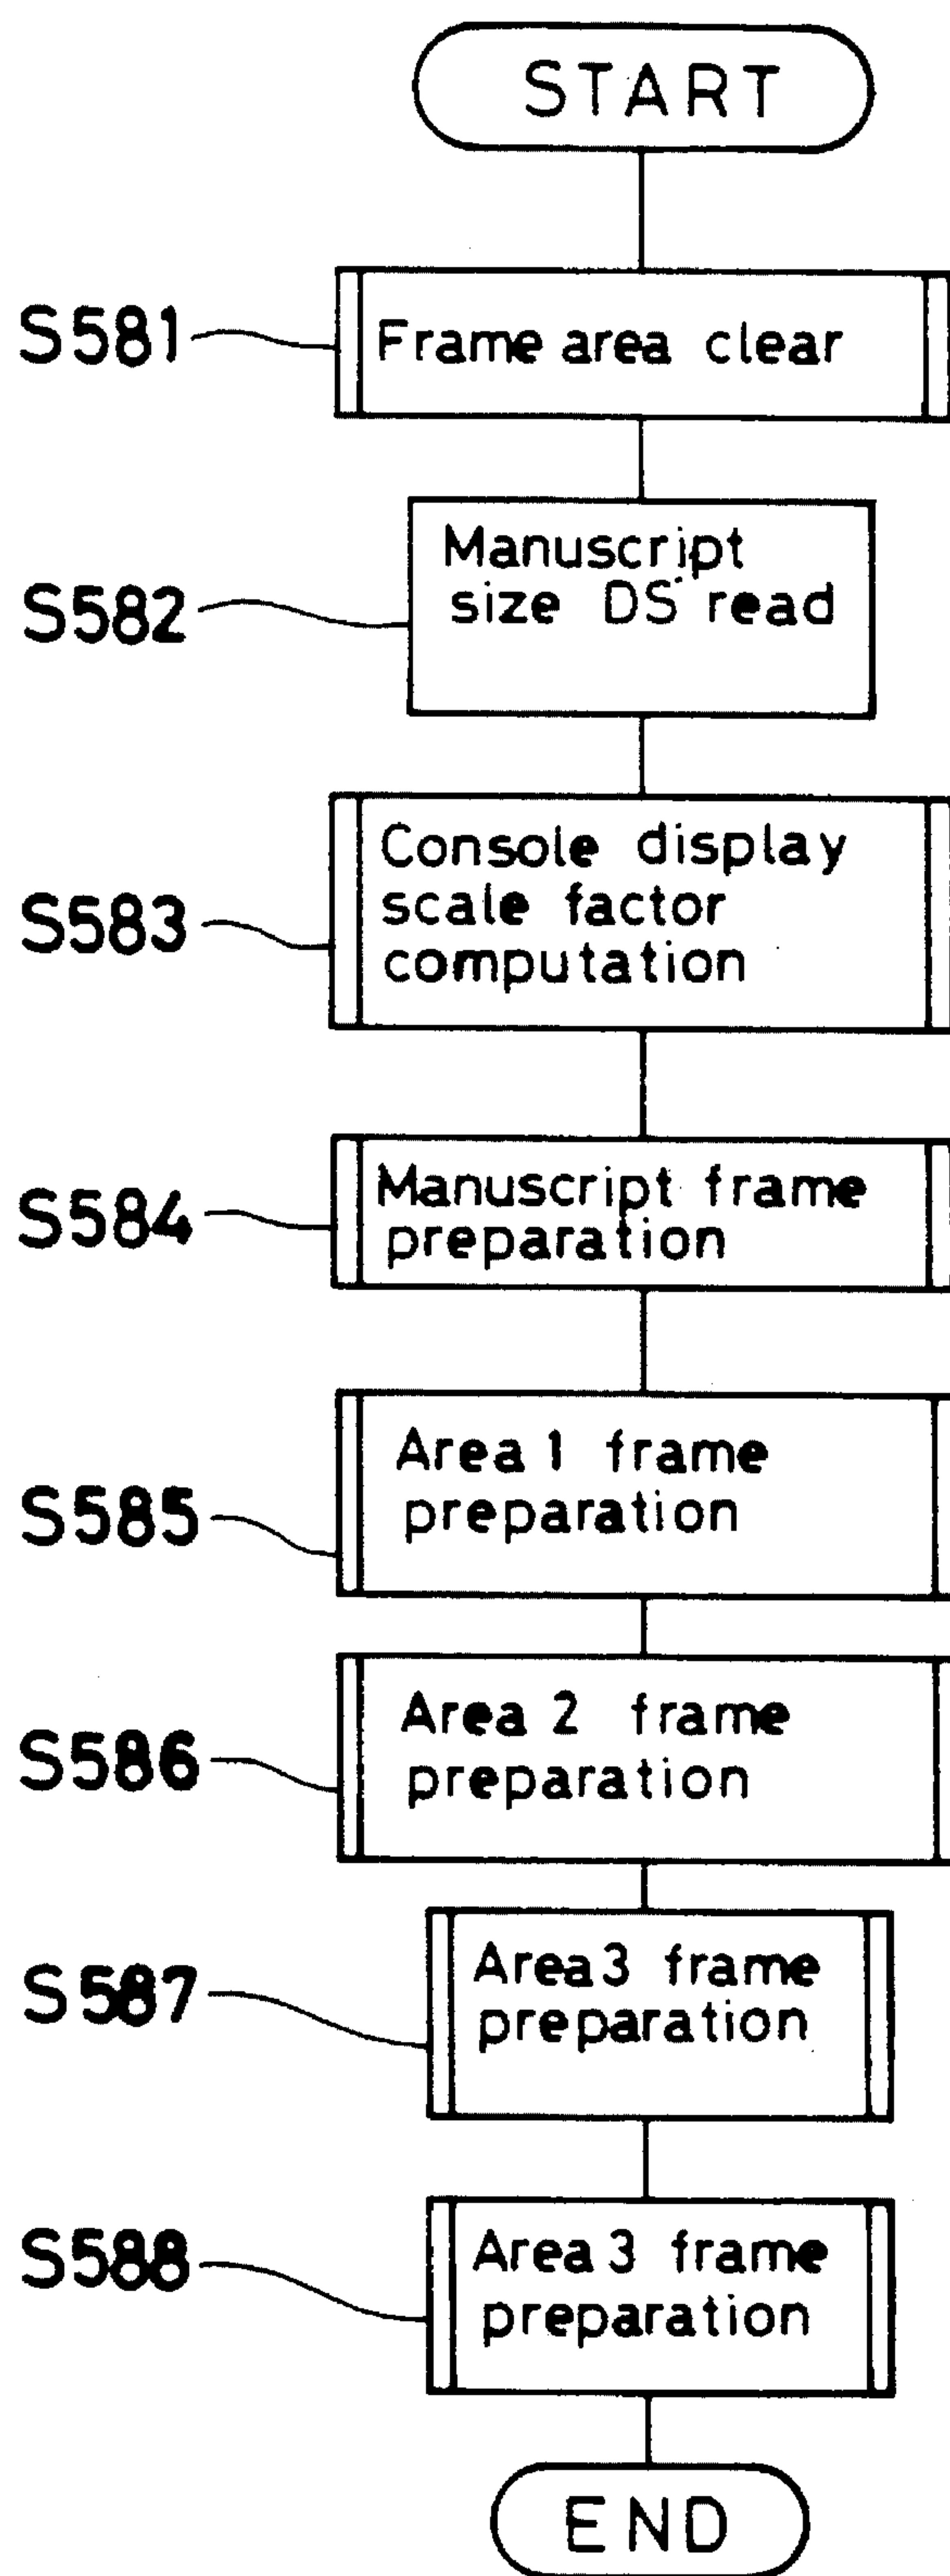 START
S581
Frame area clear
S582
Manuscript
size DS read
S583
Console display
scale factor
computation
S584
Manuscript frame
preparation
S585
Area 1 frame
preparation
S586
Area 2 frame
preparation
S587
Area 3 frame
preparation
S588
Area 3 frame
preparation
END